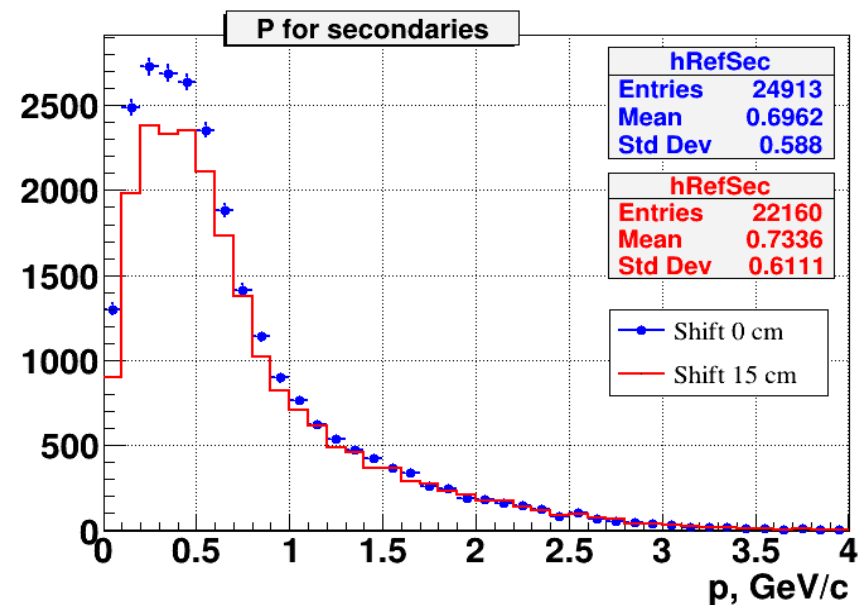 P for secondaries
hRefSec
Entries 24913
Mean 0.6962
Std Dev 0.588
hRefSec
Entries 22160
Mean 0.7336
Std Dev 0.6111
Shift 0 cm
Shift 15 cm
2500
2000
1500
1000
500
0
0 0.5 1 1.5 2 2.5 3 3.5 4
p, GeV/c